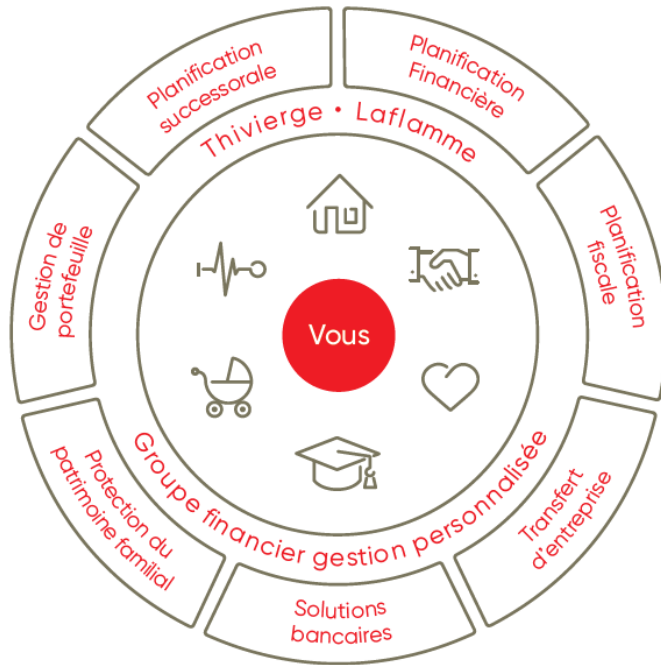 Planification
successorale
Planification
Financière
Planification
fiscale
Transfert
d'entreprise
Solutions
bancaires
Protection du
patrimoine familial
Gestion de
portefeuille
Thivierge • Laflamme
Groupe financier gestion personnalisée
Vous